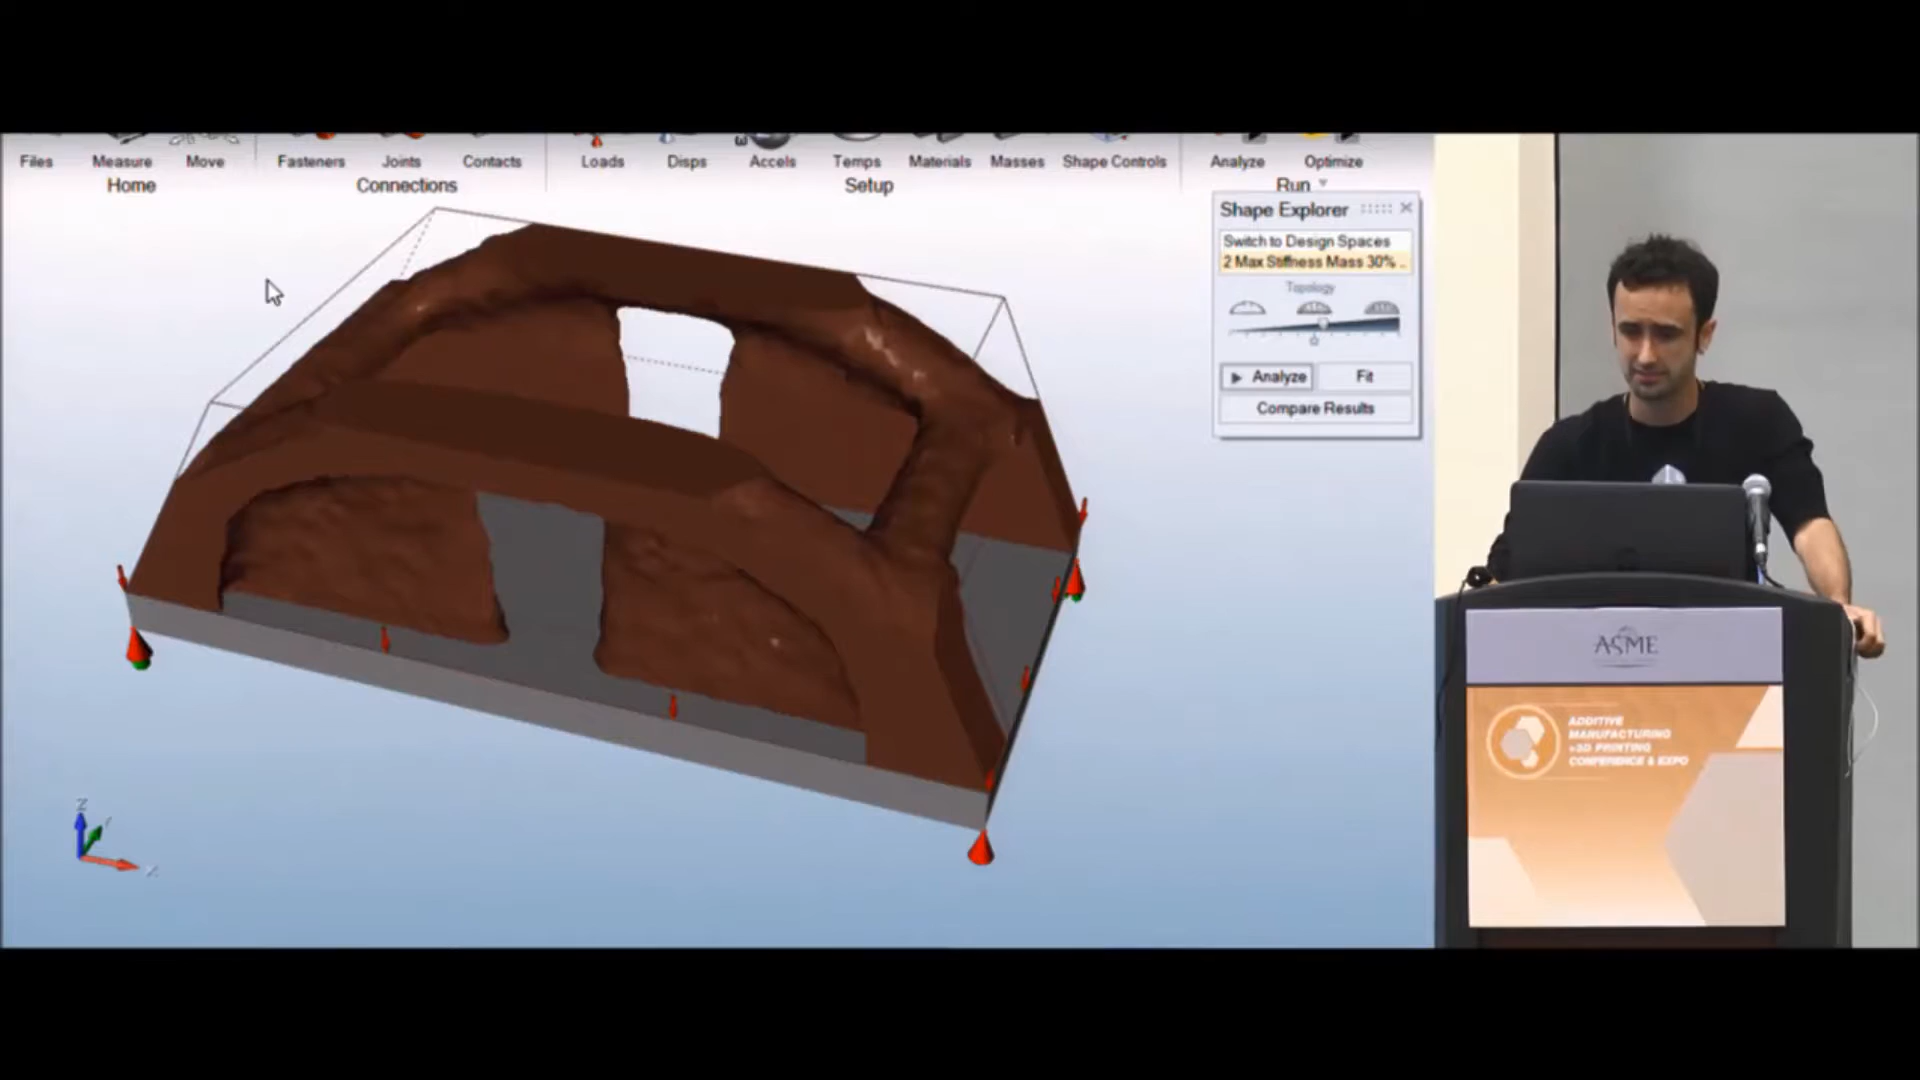 Files Measure Move Fasteners Joints Contacts Loads Disps Accels Temps Materials Masses Shape Controls Analyze Optimize
Home Connections Setup Run
Shape Explorer
Switch to Design Spaces
2 Max Stiffness Mass 30% ..
Topology
Analyze Fit
Compare Results
Z
Y
X
ASME
ADDITIVE
MANUFACTURING
+3D PRINTING
CONFERENCE & EXPO